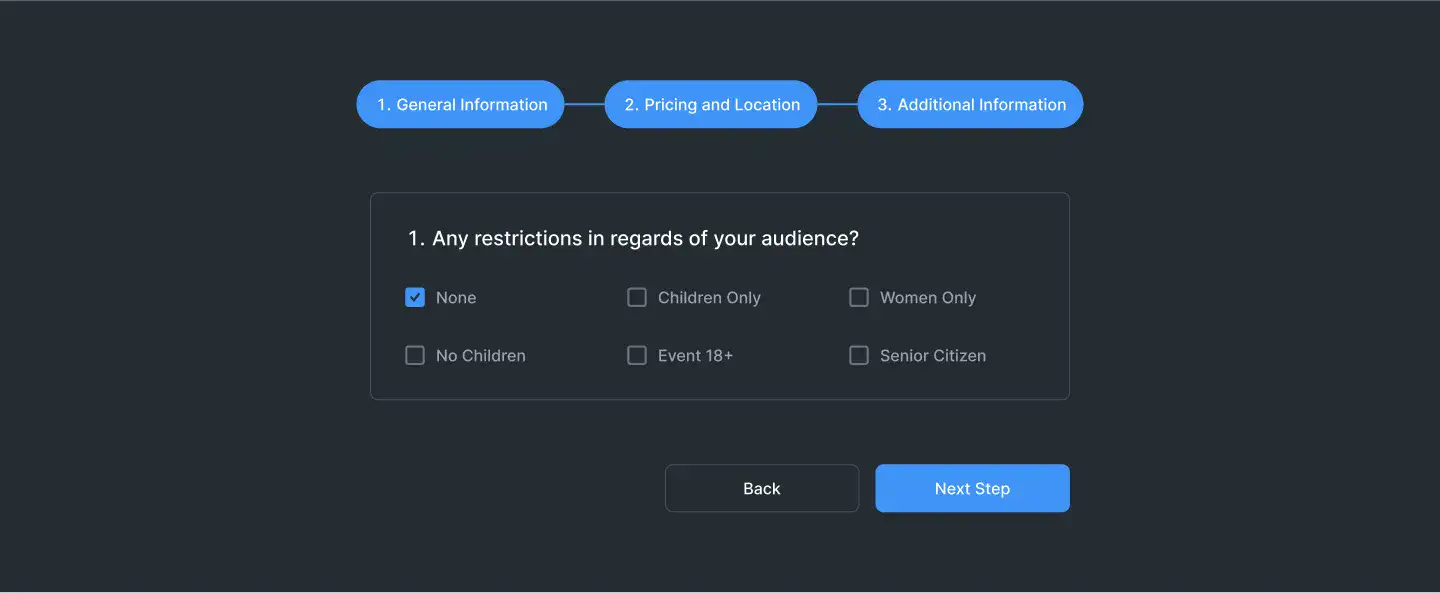 1. General Information
2. Pricing and Location
3. Additional Information
1. Any restrictions in regards of your audience?
None
Children Only
Women Only
No Children
Event 18+
Senior Citizen
Back
Next Step